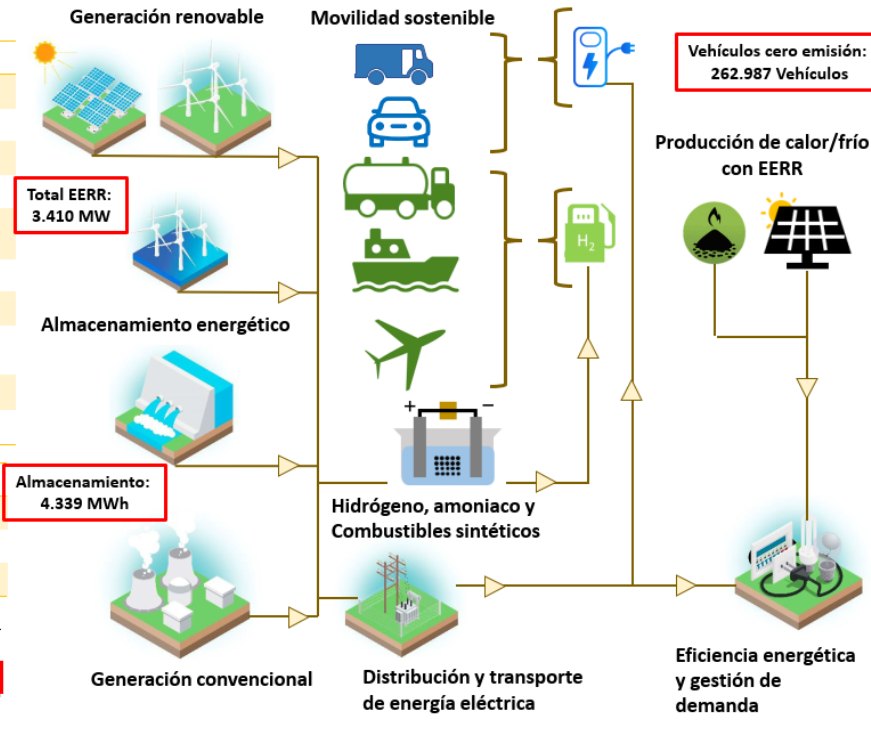 Generación renovable
Movilidad sostenible
Vehículos cero emisión:
262.987 Vehículos
Producción de calor/frío
con EERR
Total EERR:
3.410 MW
H2
Almacenamiento energético
+
−
Almacenamiento:
4.339 MWh
Hidrógeno, amoniaco y
Combustibles sintéticos
Generación convencional
Distribución y transporte
de energía eléctrica
Eficiencia energética
y gestión de
demanda